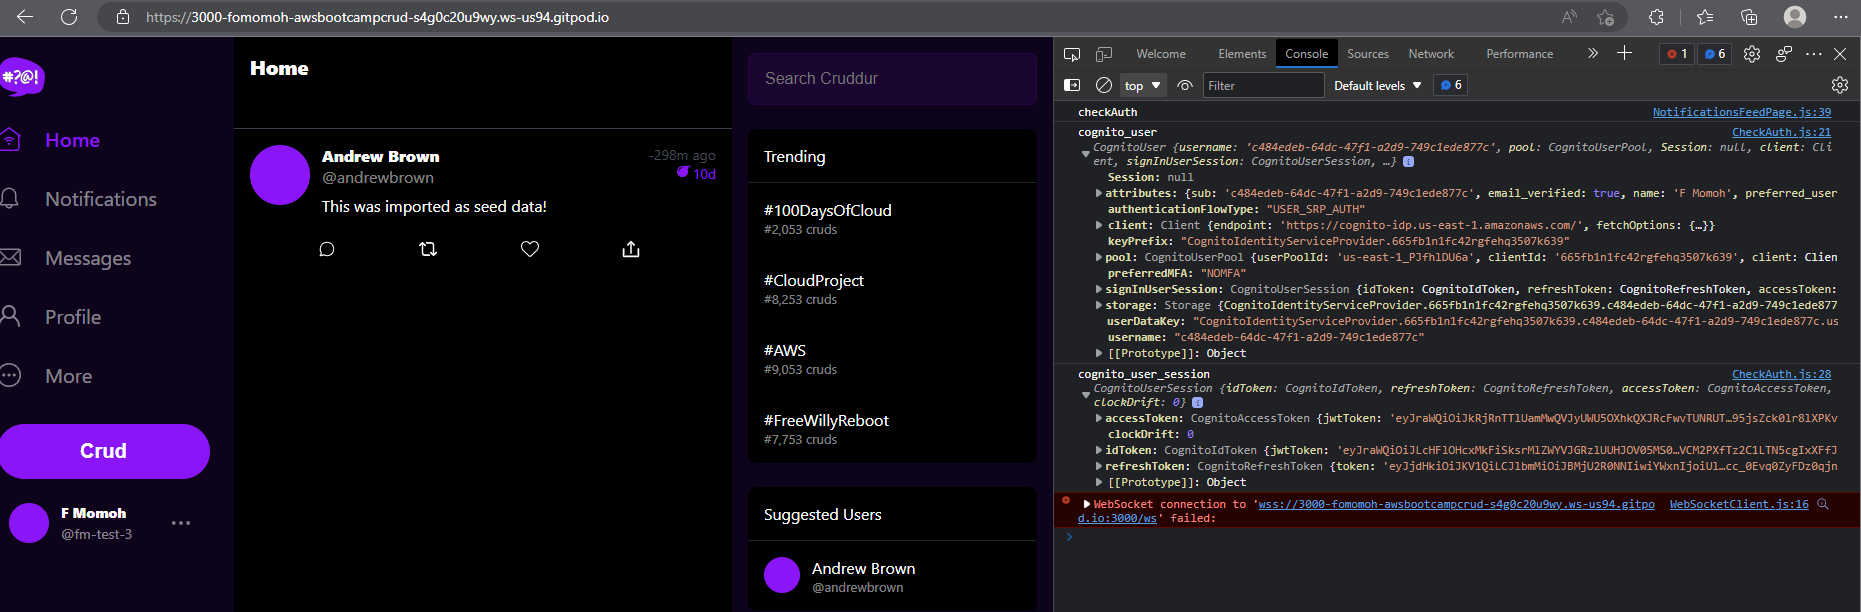 https://3000-fomomoh-awsbootcampcrud-s4g0c20u9wy.ws-us94.gitpod.io
#?@!
Home
Notifications
Messages
Profile
More
Crud
F Momoh
@fm-test-3
Home
Andrew Brown
@andrewbrown
-298m ago
10d
This was imported as seed data!
Search Cruddur
Trending
#100DaysOfCloud
#2,053 cruds
#CloudProject
#8,253 cruds
#AWS
#9,053 cruds
#FreeWillyReboot
#7,753 cruds
Suggested Users
Andrew Brown
@andrewbrown
Welcome Elements Console Sources Network Performance 1 6
top Filter Default levels 6
checkAuth NotificationsFeedPage.js:39
cognito_user CheckAuth.js:21
CognitoUser {username: 'c484edeb-64dc-47f1-a2d9-749c1ede877c', pool: CognitoUserPool, Session: null, client: Cli
ent, signInUserSession: CognitoUserSession, …}
Session: null
attributes: {sub: 'c484edeb-64dc-47f1-a2d9-749c1ede877c', email_verified: true, name: 'F Momoh', preferred_user
authenticationFlowType: "USER_SRP_AUTH"
client: Client {endpoint: 'https://cognito-idp.us-east-1.amazonaws.com/', fetchOptions: {…}}
keyPrefix: "CognitoIdentityServiceProvider.665fb1n1fc42rgfehq3507k639"
pool: CognitoUserPool {userPoolId: 'us-east-1_PJfhlDU6a', clientId: '665fb1n1fc42rgfehq3507k639', client: Clien
preferredMFA: "NOMFA"
signInUserSession: CognitoUserSession {idToken: CognitoIdToken, refreshToken: CognitoRefreshToken, accessToken:
storage: Storage {CognitoIdentityServiceProvider.665fb1n1fc42rgfehq3507k639.c484edeb-64dc-47f1-a2d9-749c1ede877
userDataKey: "CognitoIdentityServiceProvider.665fb1n1fc42rgfehq3507k639.c484edeb-64dc-47f1-a2d9-749c1ede877c.us
username: "c484edeb-64dc-47f1-a2d9-749c1ede877c"
[[Prototype]]: Object
cognito_user_session CheckAuth.js:28
CognitoUserSession {idToken: CognitoIdToken, refreshToken: CognitoRefreshToken, accessToken: CognitoAccessToken,
clockDrift: 0}
accessToken: CognitoAccessToken {jwtToken:
clockDrift: 0
idToken: CognitoIdToken {jwtToken:
refreshToken: CognitoRefreshToken {token:
[[Prototype]]: Object
WebSocket connection to 'wss://3000-fomomoh-awsbootcampcrud-s4g0c20u9wy.ws-us94.gitpo WebSocketClient.js:16
d.io:3000/ws' failed: